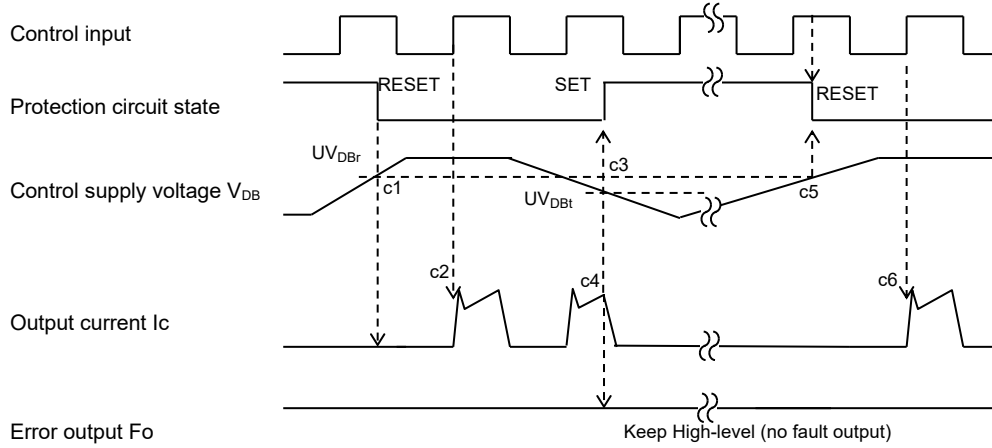 Control input
Protection circuit state
RESET
SET
RESET
Control supply voltage VDB
UVDBr
c1
c3
UVDBt
c5
Output current Ic
c2
c4
c6
Error output Fo
Keep High-level (no fault output)